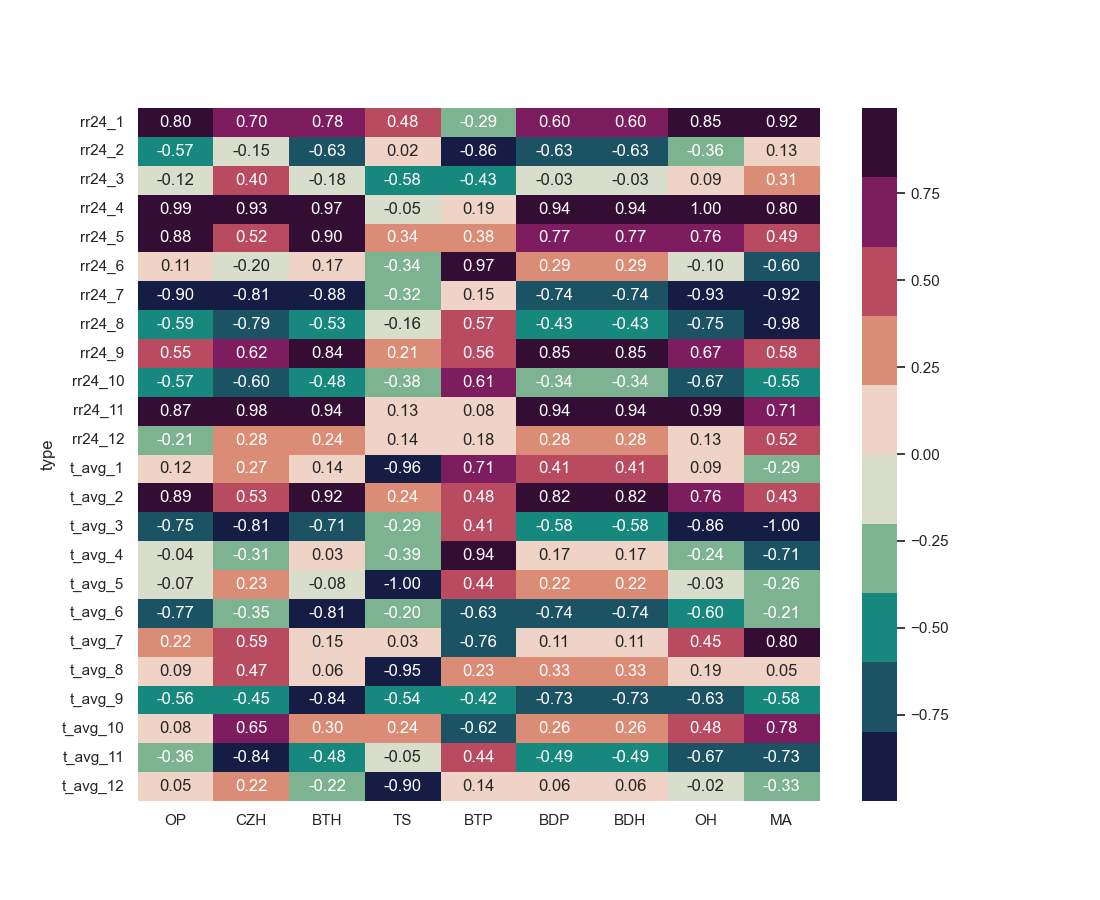 rr24_1 0.80 0.70 0.78 0.48 -0.29 0.60 0.60 0.85 0.92
rr24_2 -0.57 -0.15 -0.63 0.02 -0.86 -0.63 -0.63 -0.36 0.13
rr24_3 -0.12 0.40 -0.18 -0.58 -0.43 -0.03 -0.03 0.09 0.31
0.75
rr24_4 0.99 0.93 0.97 -0.05 0.19 0.94 0.94 1.00 0.80
rr24_5 0.88 0.52 0.90 0.34 0.38 0.77 0.77 0.76 0.49
rr24_6 0.11 -0.20 0.17 -0.34 0.97 0.29 0.29 -0.10 -0.60
0.50
rr24_7 -0.90 -0.81 -0.88 -0.32 0.15 -0.74 -0.74 -0.93 -0.92
rr24_8 -0.59 -0.79 -0.53 -0.16 0.57 -0.43 -0.43 -0.75 -0.98
rr24_9 0.55 0.62 0.84 0.21 0.56 0.85 0.85 0.67 0.58
0.25
rr24_10 -0.57 -0.60 -0.48 -0.38 0.61 -0.34 -0.34 -0.67 -0.55
rr24_11 0.87 0.98 0.94 0.13 0.08 0.94 0.94 0.99 0.71
rr24_12 -0.21 0.28 0.24 0.14 0.18 0.28 0.28 0.13 0.52
type
0.00
t_avg_1 0.12 0.27 0.14 -0.96 0.71 0.41 0.41 0.09 -0.29
t_avg_2 0.89 0.53 0.92 0.24 0.48 0.82 0.82 0.76 0.43
t_avg_3 -0.75 -0.81 -0.71 -0.29 0.41 -0.58 -0.58 -0.86 -1.00
-0.25
t_avg_4 -0.04 -0.31 0.03 -0.39 0.94 0.17 0.17 -0.24 -0.71
t_avg_5 -0.07 0.23 -0.08 -1.00 0.44 0.22 0.22 -0.03 -0.26
t_avg_6 -0.77 -0.35 -0.81 -0.20 -0.63 -0.74 -0.74 -0.60 -0.21
-0.50
t_avg_7 0.22 0.59 0.15 0.03 -0.76 0.11 0.11 0.45 0.80
t_avg_8 0.09 0.47 0.06 -0.95 0.23 0.33 0.33 0.19 0.05
t_avg_9 -0.56 -0.45 -0.84 -0.54 -0.42 -0.73 -0.73 -0.63 -0.58
-0.75
t_avg_10 0.08 0.65 0.30 0.24 -0.62 0.26 0.26 0.48 0.78
t_avg_11 -0.36 -0.84 -0.48 -0.05 0.44 -0.49 -0.49 -0.67 -0.73
t_avg_12 0.05 0.22 -0.22 -0.90 0.14 0.06 0.06 -0.02 -0.33
OP CZH BTH TS BTP BDP BDH OH MA